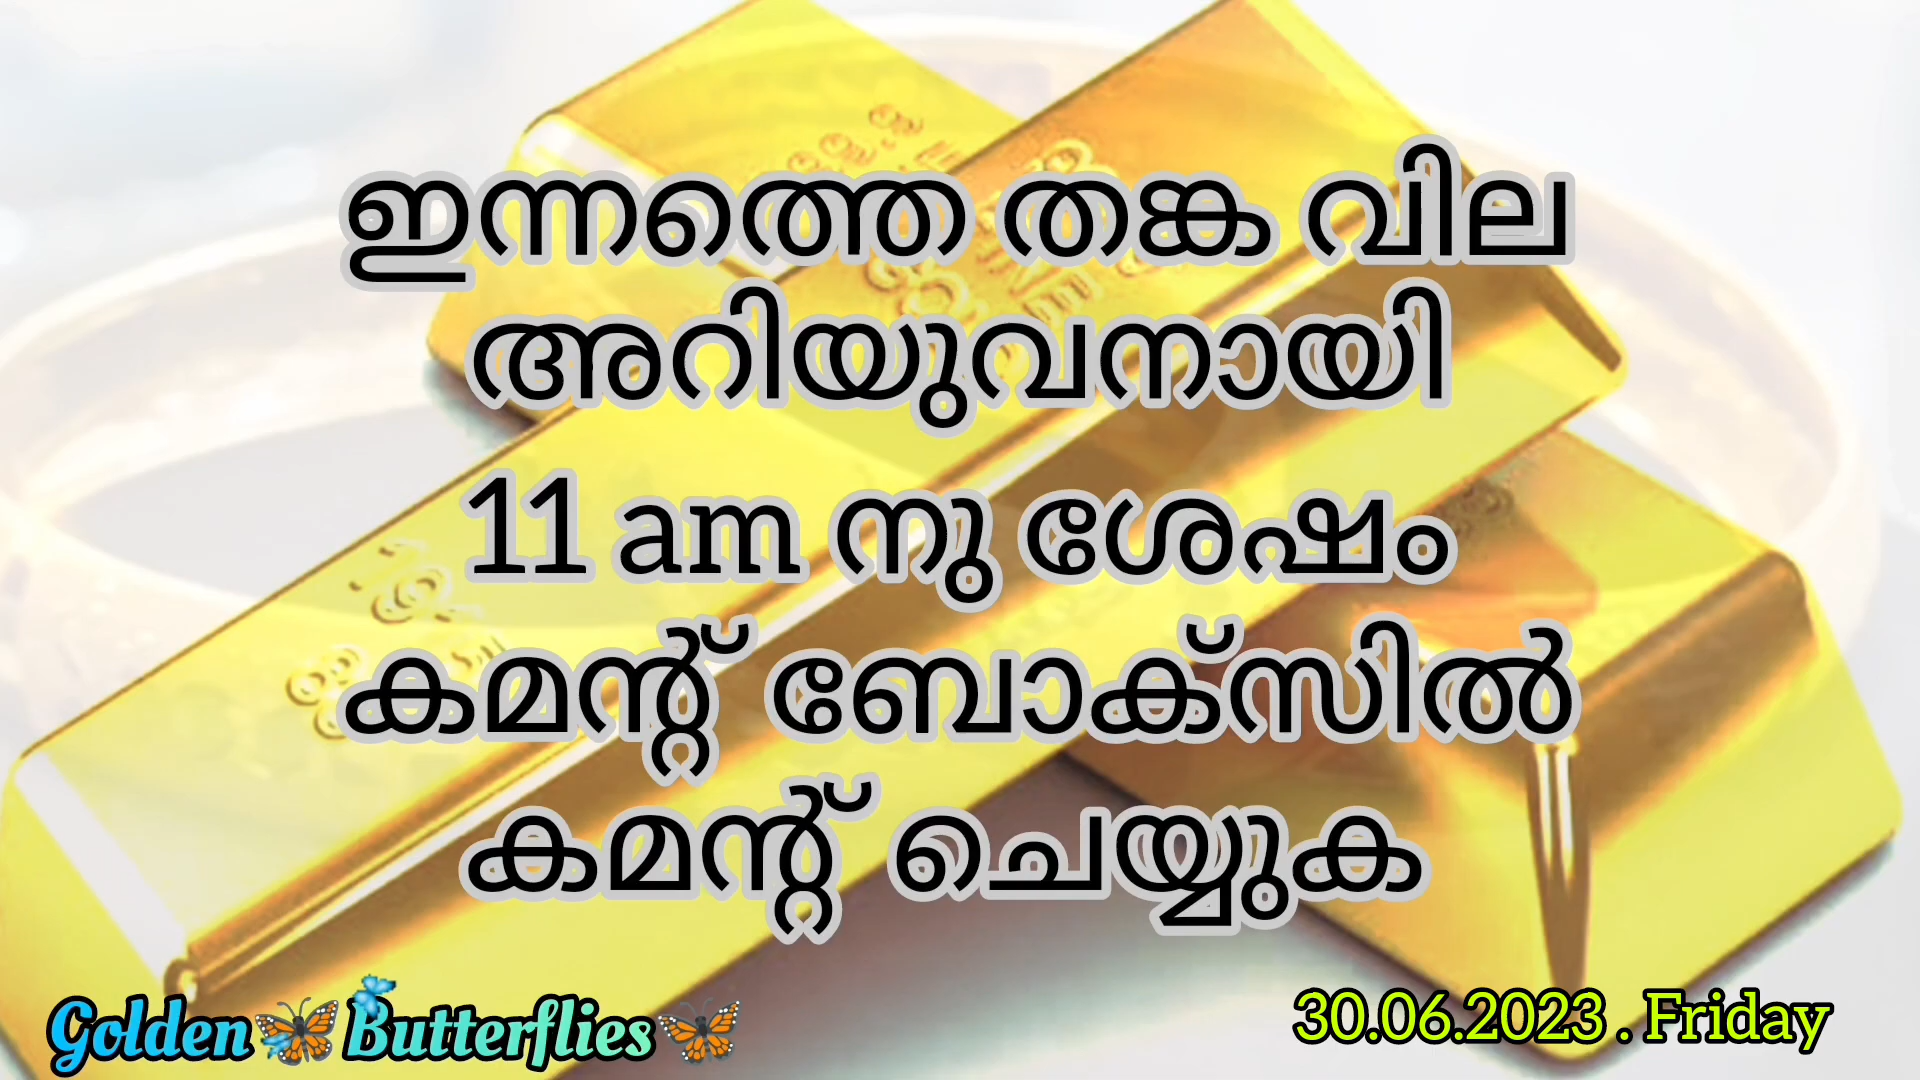 ഇന്നത്തെ തങ്ക വില
അറിയുവനായി
11 am നു ശേഷം
കമന്റ് ബോക്സിൽ
കമന്റ് ചെയ്യുക
Golden🦋Butterflies🦋
30.06.2023 . Friday